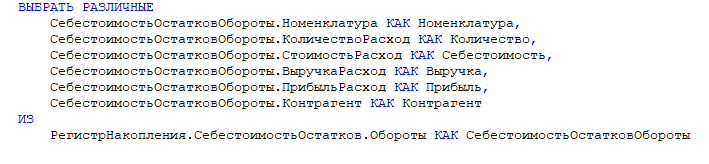 ВЫБРАТЬ РАЗЛИЧНЫЕ
СебестоимостьОстатковОбороты.Номенклатура КАК Номенклатура,
СебестоимостьОстатковОбороты.КоличествоРасход КАК Количество,
СебестоимостьОстатковОбороты.СтоимостьРасход КАК Себестоимость,
СебестоимостьОстатковОбороты.ВыручкаРасход КАК Выручка,
СебестоимостьОстатковОбороты.ПрибыльРасход КАК Прибыль,
СебестоимостьОстатковОбороты.Контрагент КАК Контрагент
ИЗ
РегистрНакопления.СебестоимостьОстатков.Обороты КАК СебестоимостьОстатковОбороты